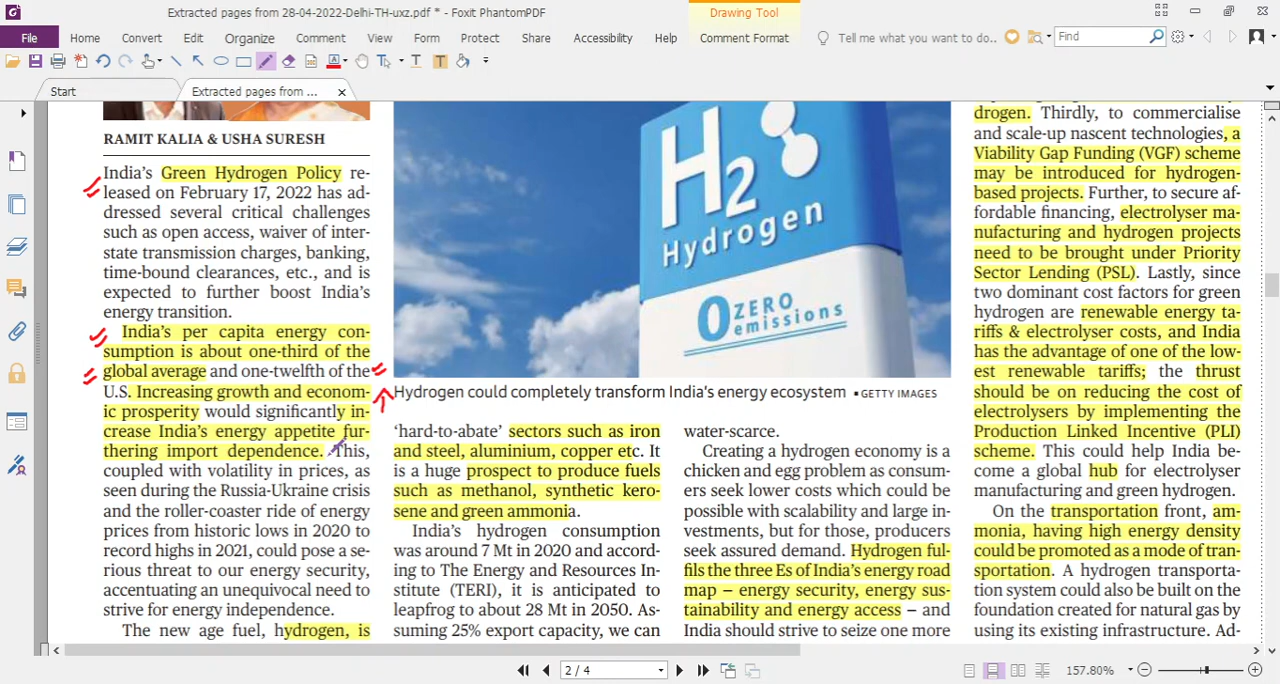 Extracted pages from 28-04-2022-Delhi-TH-uxz.pdf * - Foxit PhantomPDF
Drawing Tool
File Home Convert Edit Organize Comment View Form Protect Share Accessibility Help Comment Format Tell me what you want to do.. Find
Start
Extracted pages from ...
RAMIT KALIA & USHA SURESH
India's Green Hydrogen Policy re-
leased on February 17, 2022 has ad-
dressed several critical challenges
such as open access, waiver of inter-
state transmission charges, banking,
time-bound clearances, etc., and is
expected to further boost India's
energy transition.
India's per capita energy con-
sumption is about one-third of the
global average and one-twelfth of the
U.S. Increasing growth and econom-
ic prosperity would significantly in-
crease India's energy appetite fur-
thering import dependence. This,
coupled with volatility in prices, as
seen during the Russia-Ukraine crisis
and the roller-coaster ride of energy
prices from historic lows in 2020 to
record highs in 2021, could pose a se-
rious threat to our energy security,
accentuating an unequivocal need to
strive for energy independence.
The new age fuel, hydrogen, is
H2
Hydrogen
0 ZERO
emissions
Hydrogen could completely transform India's energy ecosystem ▪ GETTY IMAGES
'hard-to-abate' sectors such as iron
and steel, aluminium, copper etc. It
is a huge prospect to produce fuels
such as methanol, synthetic kero-
sene and green ammonia.
India's hydrogen consumption
was around 7 Mt in 2020 and accord-
ing to The Energy and Resources In-
stitute (TERI), it is anticipated to
leapfrog to about 28 Mt in 2050. As-
suming 25% export capacity, we can
water-scarce.
Creating a hydrogen economy is a
chicken and egg problem as consum-
ers seek lower costs which could be
possible with scalability and large in-
vestments, but for those, producers
seek assured demand. Hydrogen ful-
fils the three Es of India's energy road
map – energy security, energy sus-
tainability and energy access – and
India should strive to seize one more
drogen. Thirdly, to commercialise
and scale-up nascent technologies, a
Viability Gap Funding (VGF) scheme
may be introduced for hydrogen-
based projects. Further, to secure af-
fordable financing, electrolyser ma-
nufacturing and hydrogen projects
need to be brought under Priority
Sector Lending (PSL). Lastly, since
two dominant cost factors for green
hydrogen are renewable energy ta-
riffs & electrolyser costs, and India
has the advantage of one of the low-
est renewable tariffs; the thrust
should be on reducing the cost of
electrolysers by implementing the
Production Linked Incentive (PLI)
scheme. This could help India be-
come a global hub for electrolyser
manufacturing and green hydrogen.
On the transportation front, am-
monia, having high energy density
could be promoted as a mode of tran-
sportation. A hydrogen transporta-
tion system could also be built on the
foundation created for natural gas by
using its existing infrastructure. Ad-
2 / 4
157.80%